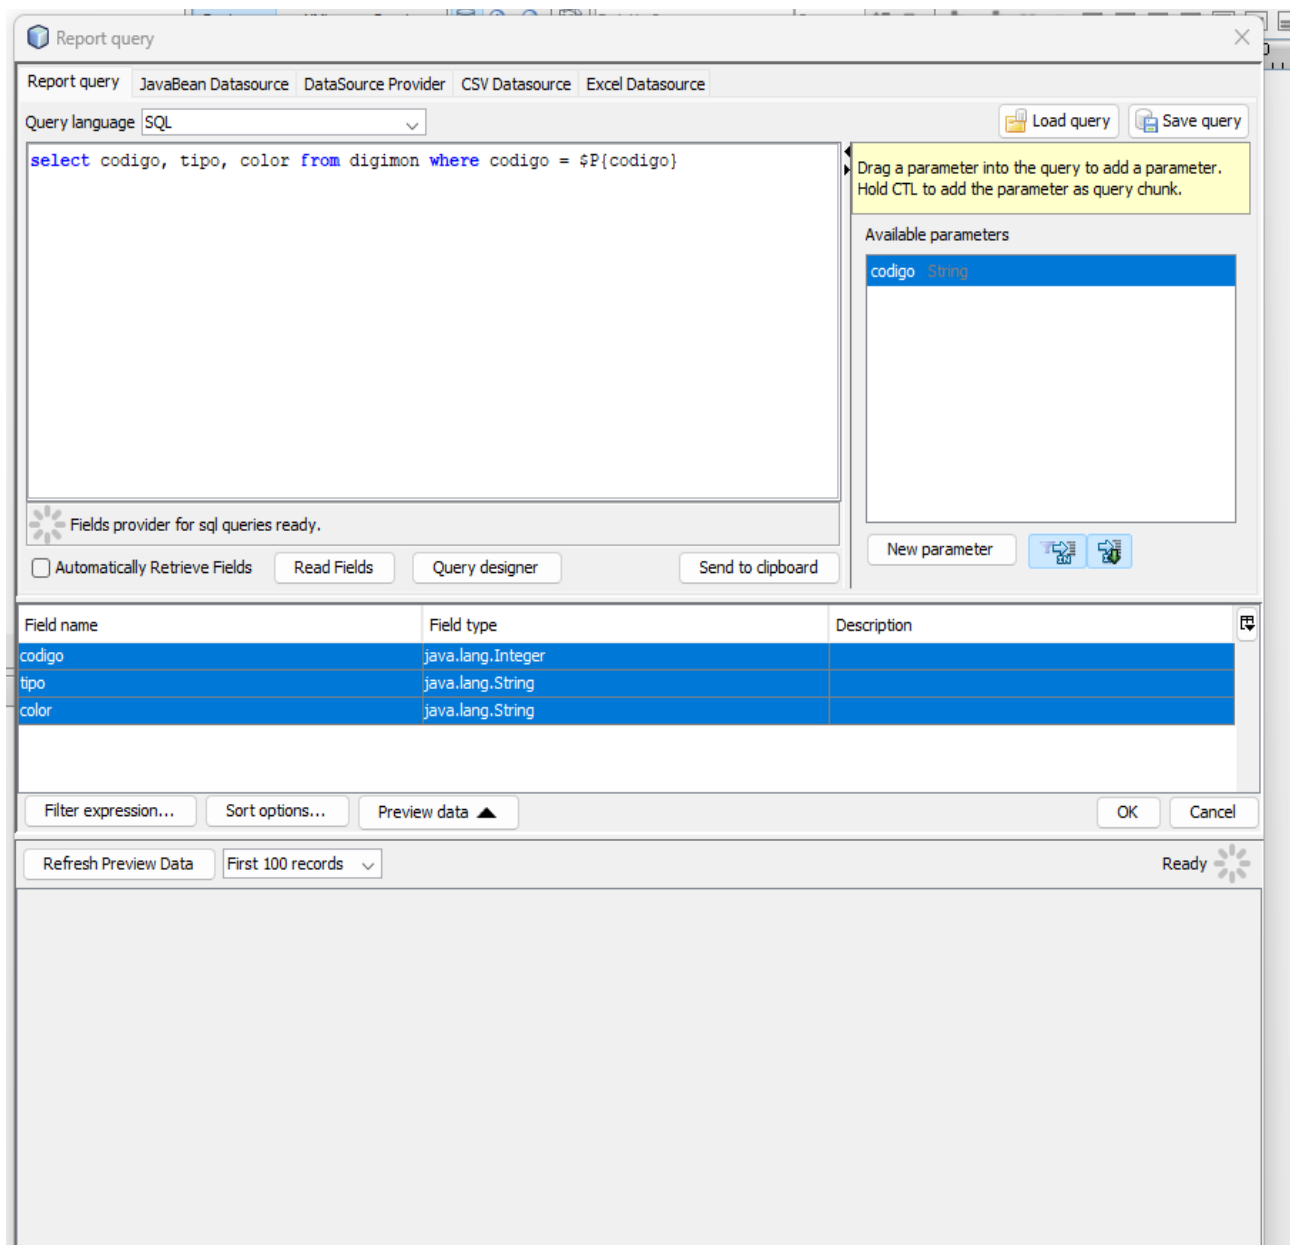 Report query
Report query JavaBean Datasource DataSource Provider CSV Datasource Excel Datasource
Query language SQL
Load query Save query
select codigo, tipo, color from digimon where codigo = $P{codigo}
Drag a parameter into the query to add a parameter.
Hold CTL to add the parameter as query chunk.
Available parameters
codigo String
Fields provider for sql queries ready.
New parameter
Automatically Retrieve Fields Read Fields Query designer Send to clipboard
Field name Field type Description
codigo java.lang.Integer
tipo java.lang.String
color java.lang.String
Filter expression... Sort options... Preview data OK Cancel
Refresh Preview Data First 100 records Ready